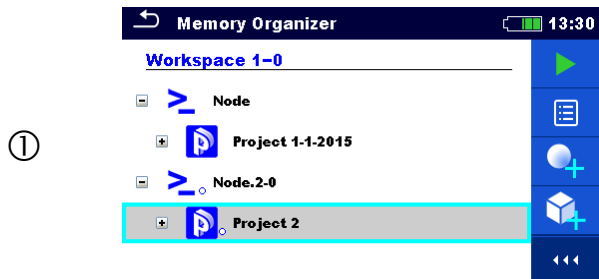 Memory Organizer 13:30
Workspace 1-0
Node
① Project 1-1-2015
Node.2-0
Project 2